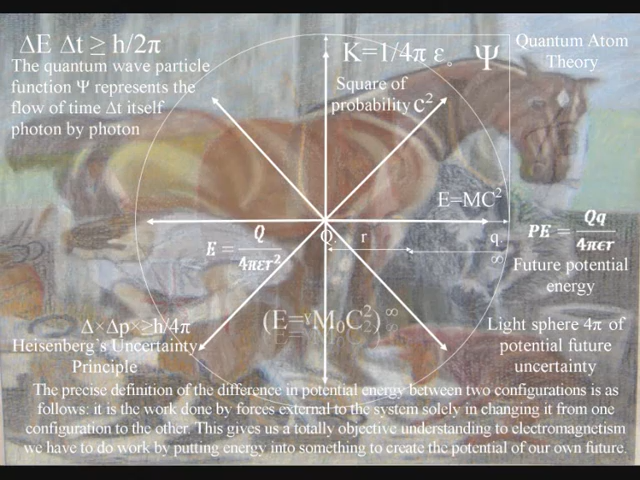 ΔE Δt ≥ h/2π
The quantum wave particle
function Ψ represents the
flow of time Δt itself
photon by photon
K=1/4π ε。
Ψ
Quantum Atom
Theory
Square of
probability c²
E=MC²
E = Q/4πεr²
Q.
r
q.
∞
PE = Qq/4πεr
Future potential
energy
Δ×Δp×≥h/4π
Heisenberg's Uncertainty
Principle
(E=ᵞM₀C²)∞
∞
Light sphere 4π of
potential future
uncertainty
The precise definition of the difference in potential energy between two configurations is as
follows: it is the work done by forces external to the system solely in changing it from one
configuration to the other. This gives us a totally objective understanding to electromagnetism
we have to do work by putting energy into something to create the potential of our own future.